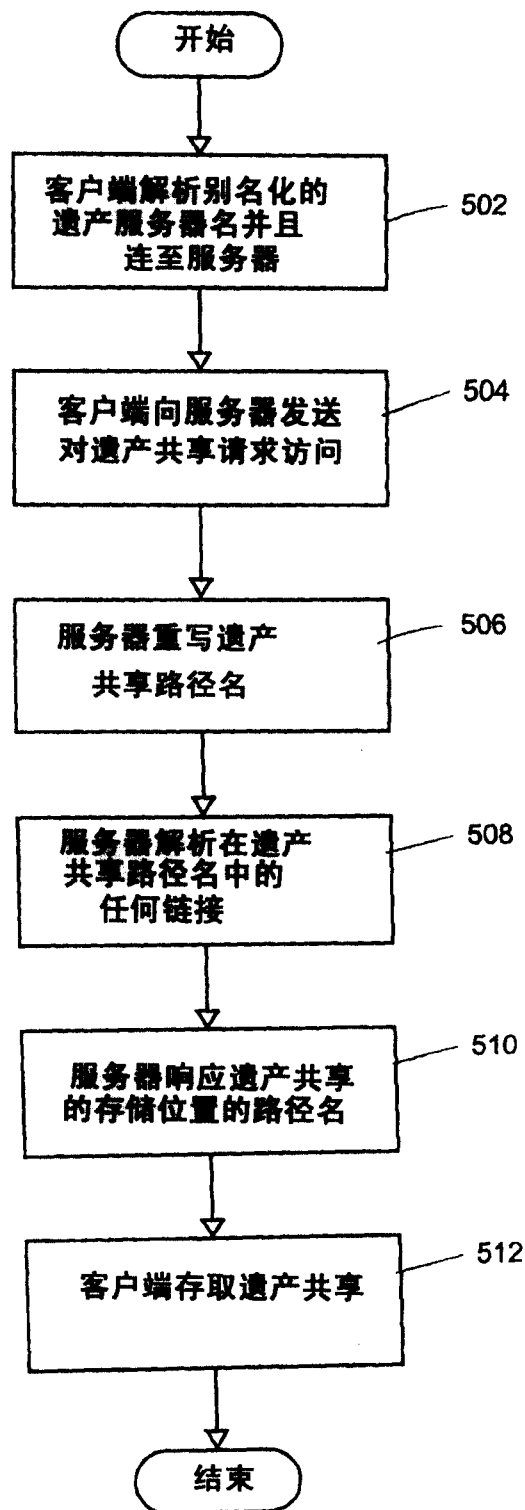 开始
客户端解析别名化的
遗产服务器名并且
连至服务器
502
客户端向服务器发送
对遗产共享请求访问
504
服务器重写遗产
共享路径名
506
服务器解析在遗产
共享路径名中的
任何链接
508
服务器响应遗产共享
的存储位置的路径名
510
客户端存取遗产共享
512
结束